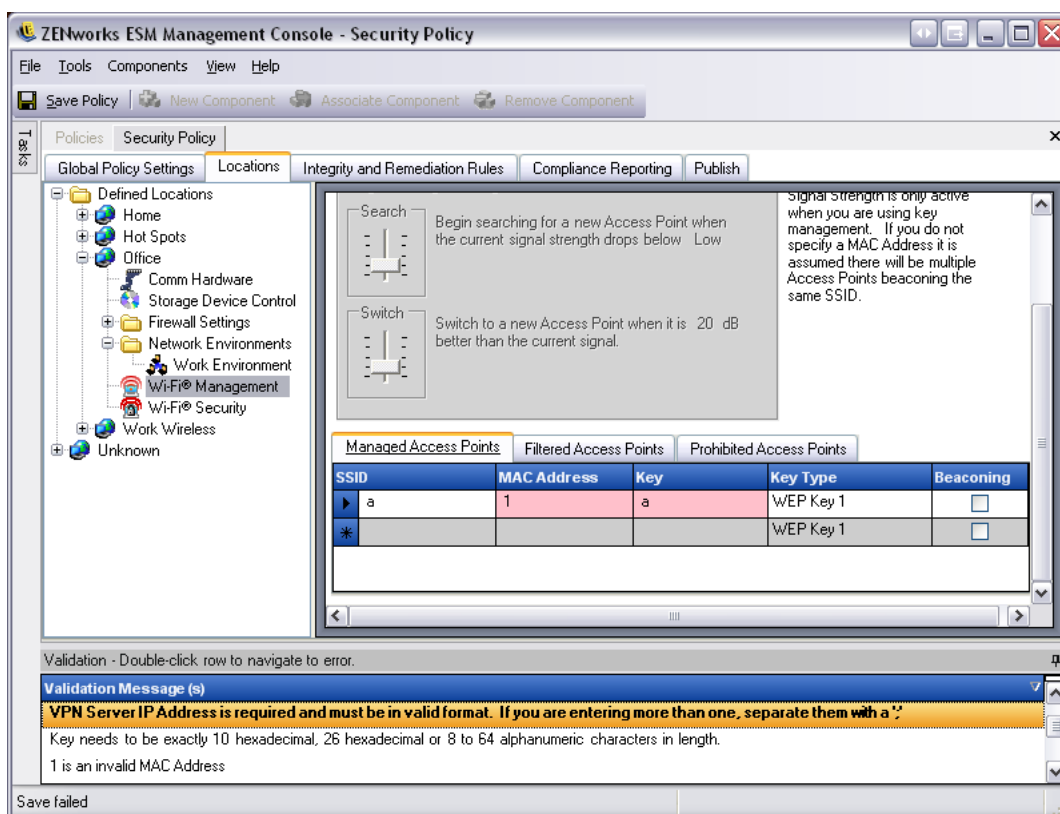 ZENworks ESM Management Console - Security Policy
File Tools Components View Help
Save Policy New Component Associate Component Remove Component
Tasks
Policies Security Policy
Global Policy Settings Locations Integrity and Remediation Rules Compliance Reporting Publish
Defined Locations
Home
Hot Spots
Office
Comm Hardware
Storage Device Control
Firewall Settings
Network Environments
Work Environment
Wi-Fi® Management
Wi-Fi® Security
Work Wireless
Unknown
Search
Begin searching for a new Access Point when
the current signal strength drops below Low
Switch
Switch to a new Access Point when it is 20 dB
better than the current signal.
Signal Strength is only active
when you are using key
management. If you do not
specify a MAC Address it is
assumed there will be multiple
Access Points beaconing the
same SSID.
Managed Access Points Filtered Access Points Prohibited Access Points
SSID MAC Address Key Key Type Beaconing
a 1 a WEP Key 1
WEP Key 1
Validation - Double-click row to navigate to error.
Validation Message (s)
VPN Server IP Address is required and must be in valid format. If you are entering more than one, separate them with a ';'
Key needs to be exactly 10 hexadecimal, 26 hexadecimal or 8 to 64 alphanumeric characters in length.
1 is an invalid MAC Address
Save failed